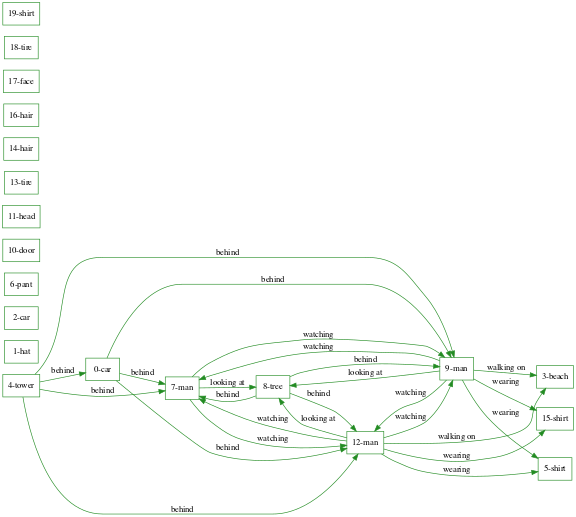 19-shirt
18-tire
17-face
16-hair
14-hair
13-tire
11-head
10-door
6-pant
2-car
1-hat
4-tower
0-car
7-man
8-tree
12-man
9-man
3-beach
15-shirt
5-shirt
behind
behind
behind
behind
behind
behind
behind
behind
behind
behind
watching
watching
looking at
looking at
looking at
watching
watching
watching
watching
walking on
wearing
wearing
walking on
wearing
wearing